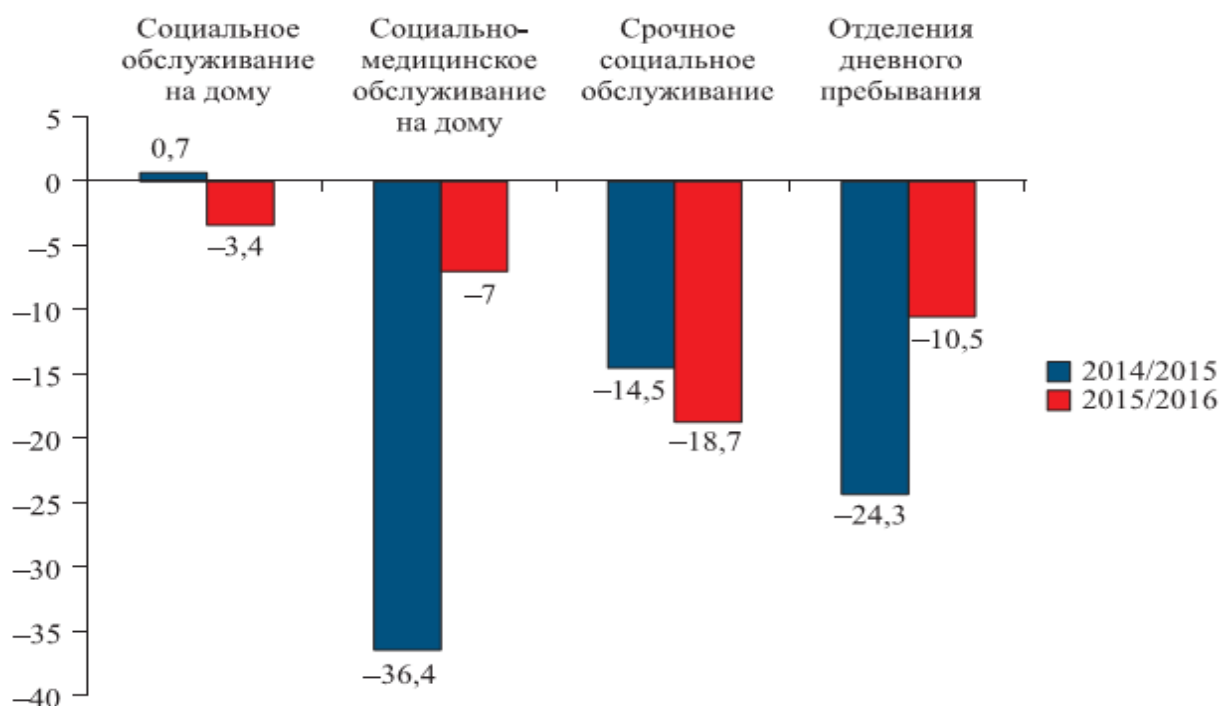 Социальное
обслуживание
на дому
Социально-
медицинское
обслуживание
на дому
Срочное
социальное
обслуживание
Отделения
дневного
пребывания
5
0
–5
–10
–15
–20
–25
–30
–35
–40
0,7
–3,4
–36,4
–7
–14,5
–18,7
–24,3
–10,5
2014/2015
2015/2016